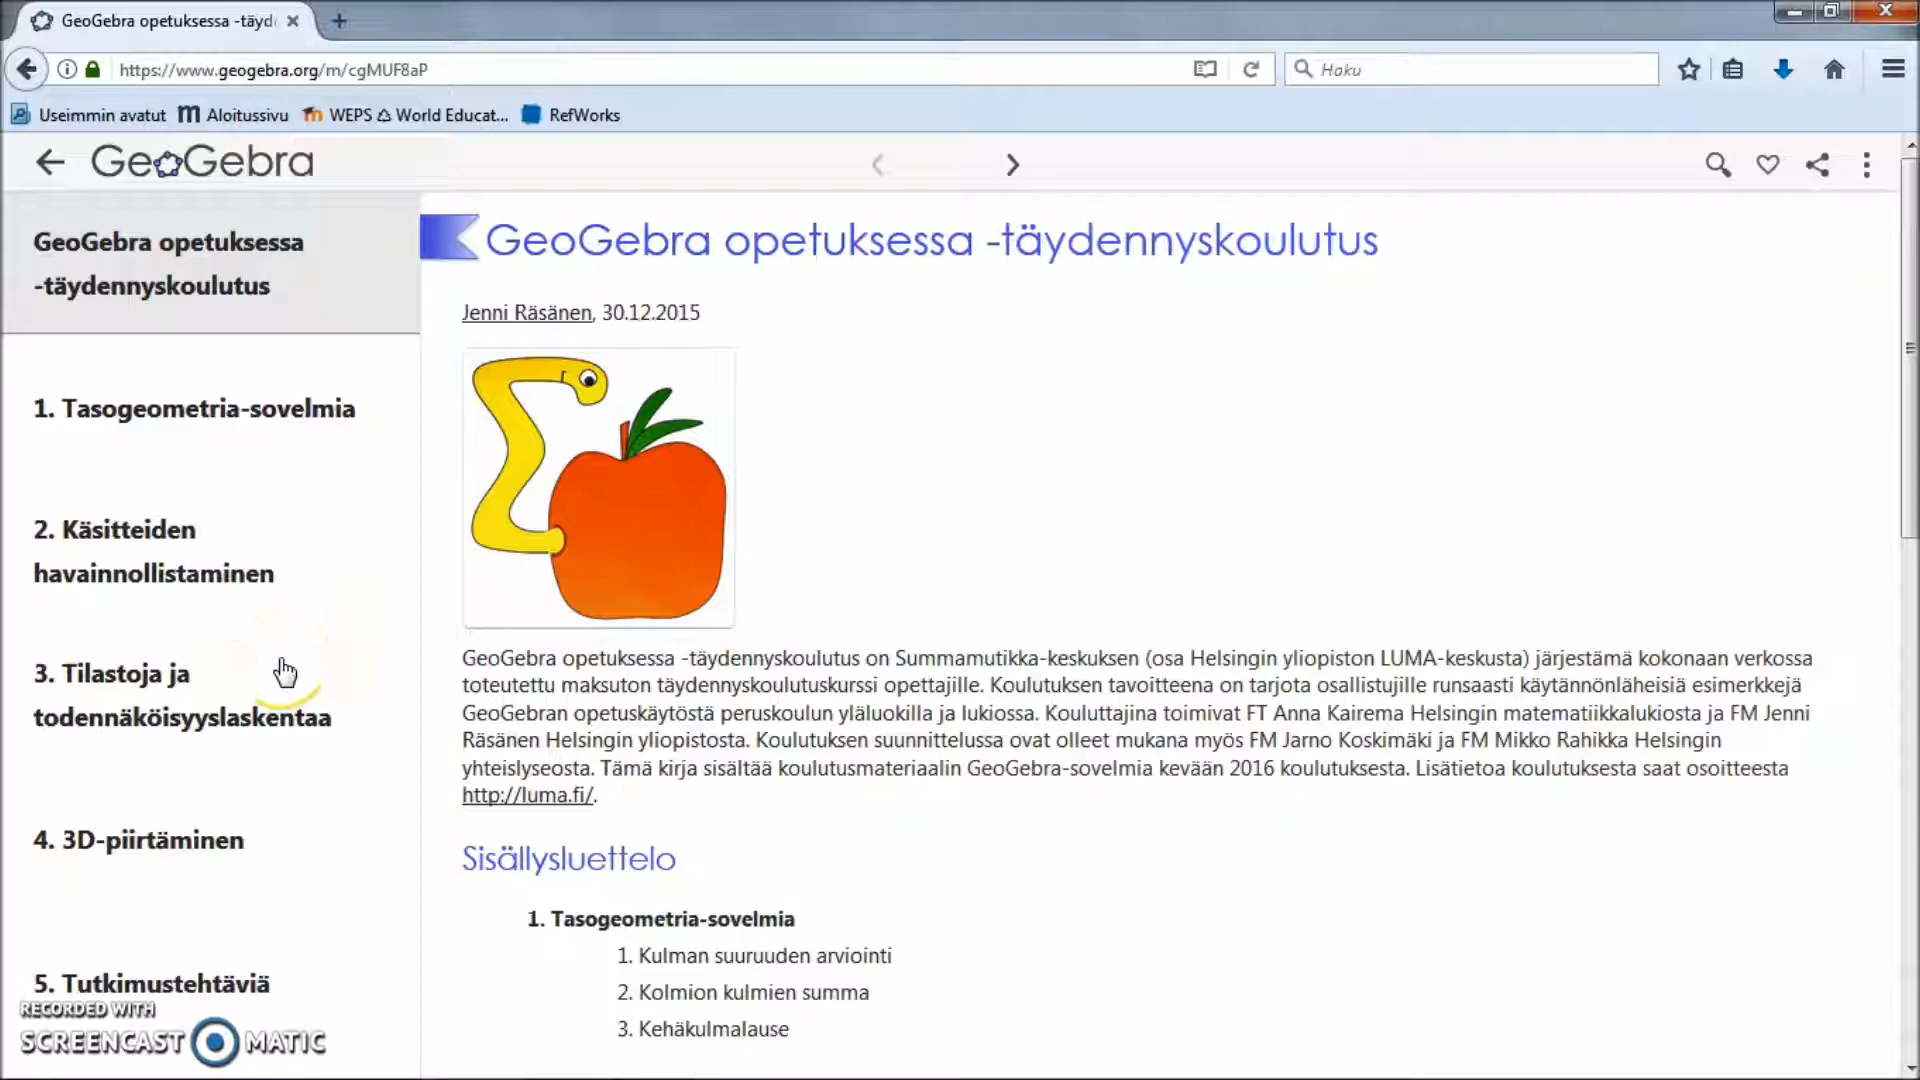 GeoGebra opetuksessa -täyd
https://www.geogebra.org/m/cgMUF8aP
Haku
Useimmin avatut
Aloitussivu
WEPS
World Educat...
RefWorks
GeoGebra
GeoGebra opetuksessa
-täydennyskoulutus
1. Tasogeometria-sovelmia
2. Käsitteiden
havainnollistaminen
3. Tilastoja ja
todennäköisyyslaskentaa
4. 3D-piirtäminen
5. Tutkimustehtäviä
GeoGebra opetuksessa -täydennyskoulutus
Jenni Räsänen, 30.12.2015
GeoGebra opetuksessa -täydennyskoulutus on Summamutikka-keskuksen (osa Helsingin yliopiston LUMA-keskusta) järjestämä kokonaan verkossa
toteutettu maksuton täydennyskoulutuskurssi opettajille. Koulutuksen tavoitteena on tarjota osallistujille runsaasti käytännönläheisiä esimerkkejä
GeoGebran opetuskäytöstä peruskoulun yläluokilla ja lukiossa. Kouluttajina toimivat FT Anna Kairema Helsingin matematiikkalukiosta ja FM Jenni
Räsänen Helsingin yliopistosta. Koulutuksen suunnittelussa ovat olleet mukana myös FM Jarno Koskimäki ja FM Mikko Rahikka Helsingin
yhteislyseosta. Tämä kirja sisältää koulutusmateriaalin GeoGebra-sovelmia kevään 2016 koulutuksesta. Lisätietoa koulutuksesta saat osoitteesta
http://luma.fi/.
Sisällysluettelo
1. Tasogeometria-sovelmia
1. Kulman suuruuden arviointi
2. Kolmion kulmien summa
3. Kehäkulmalause
RECORDED WITH
SCREENCAST MATIC